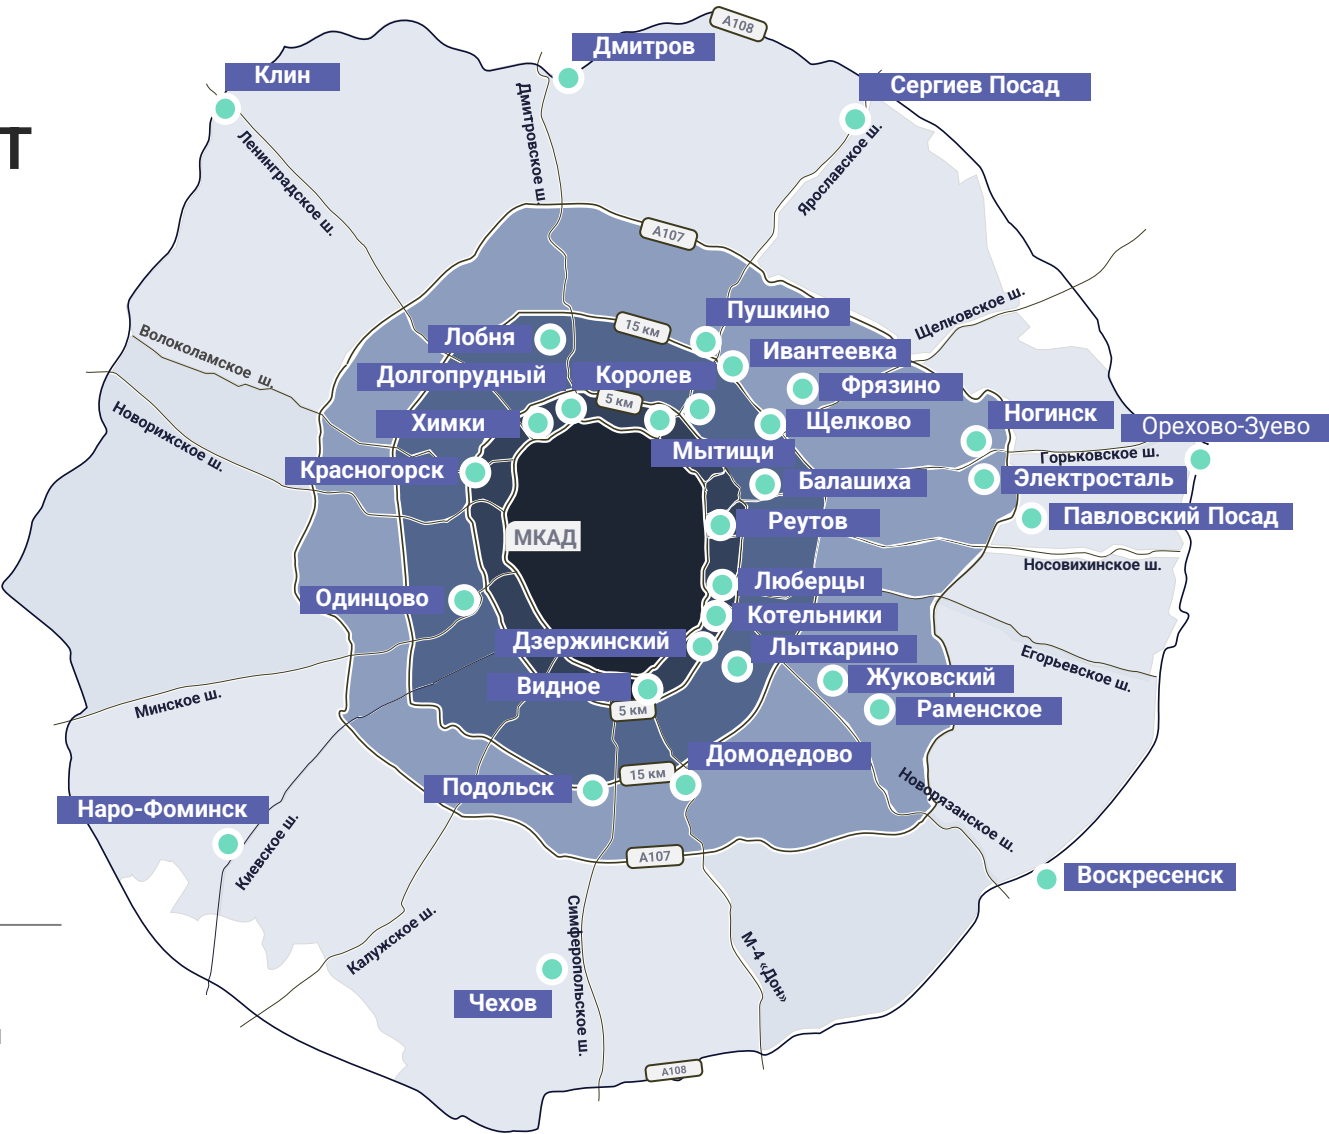 А108
Дмитров
Клин
Сергиев Посад
Т
Дмитровское ш.
Ленинградское ш.
Ярославское ш.
А107
Щелковское ш.
Пушкино
15 км
Лобня
Волоколамское ш.
Ивантеевка
Долгопрудный
Королев
Фрязино
5 км
Ногинск
Химки
Щелково
Орехово-Зуево
Новорижское ш.
Мытищи
Горьковское ш.
Красногорск
Балашиха
Электросталь
Реутов
Павловский Посад
МКАД
Носовихинское ш.
Люберцы
Одинцово
Котельники
Дзержинский
Лыткарино
Егорьевское ш.
Жуковский
Видное
Минское ш.
5 км
Раменское
Домодедово
15 км
Подольск
Новорязанское ш.
Наро-Фоминск
Киевское ш.
А107
Воскресенск
Калужское ш.
Симферопольское ш.
М-4 «Дон»
Чехов
А108